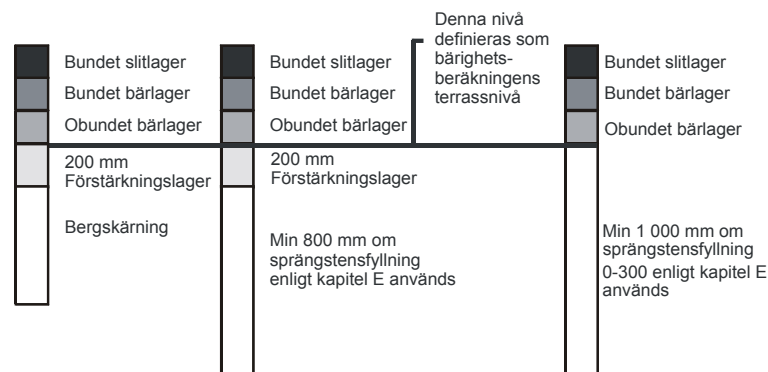 Bundet slitlager
Bundet bärlager
Obundet bärlager
200 mm
Förstärkningslager
Bergskärning
Bundet slitlager
Bundet bärlager
Obundet bärlager
200 mm
Förstärkningslager
Min 800 mm om
sprängstensfyllning
enligt kapitel E används
Denna nivå
definieras som
bärighets-
beräkningens
terrassnivå
Bundet slitlager
Bundet bärlager
Obundet bärlager
Min 1 000 mm om
sprängstensfyllning
0-300 enligt kapitel E
används